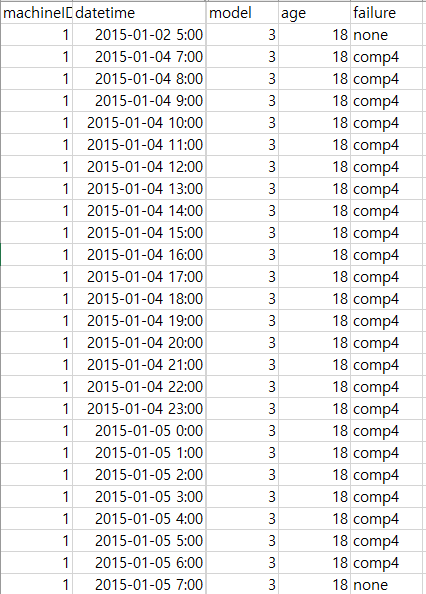 machineID datetime model age failure
1 2015-01-02 5:00 3 18 none
1 2015-01-04 7:00 3 18 comp4
1 2015-01-04 8:00 3 18 comp4
1 2015-01-04 9:00 3 18 comp4
1 2015-01-04 10:00 3 18 comp4
1 2015-01-04 11:00 3 18 comp4
1 2015-01-04 12:00 3 18 comp4
1 2015-01-04 13:00 3 18 comp4
1 2015-01-04 14:00 3 18 comp4
1 2015-01-04 15:00 3 18 comp4
1 2015-01-04 16:00 3 18 comp4
1 2015-01-04 17:00 3 18 comp4
1 2015-01-04 18:00 3 18 comp4
1 2015-01-04 19:00 3 18 comp4
1 2015-01-04 20:00 3 18 comp4
1 2015-01-04 21:00 3 18 comp4
1 2015-01-04 22:00 3 18 comp4
1 2015-01-04 23:00 3 18 comp4
1 2015-01-05 0:00 3 18 comp4
1 2015-01-05 1:00 3 18 comp4
1 2015-01-05 2:00 3 18 comp4
1 2015-01-05 3:00 3 18 comp4
1 2015-01-05 4:00 3 18 comp4
1 2015-01-05 5:00 3 18 comp4
1 2015-01-05 6:00 3 18 comp4
1 2015-01-05 7:00 3 18 none